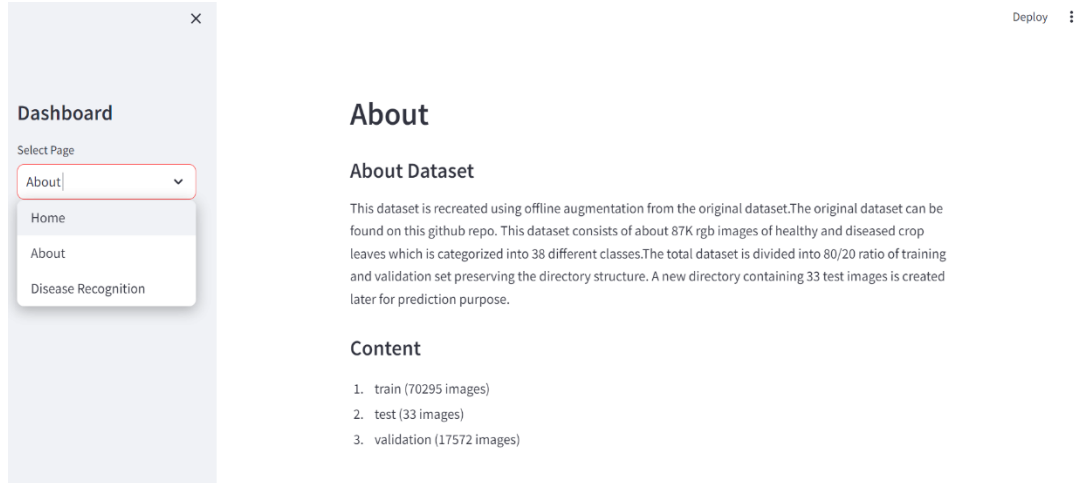 Deploy
Dashboard
Select Page
About
Home
About
Disease Recognition
About
About Dataset
This dataset is recreated using offline augmentation from the original dataset.The original dataset can be
found on this github repo. This dataset consists of about 87K rgb images of healthy and diseased crop
leaves which is categorized into 38 different classes.The total dataset is divided into 80/20 ratio of training
and validation set preserving the directory structure. A new directory containing 33 test images is created
later for prediction purpose.
Content
1. train (70295 images)
2. test (33 images)
3. validation (17572 images)